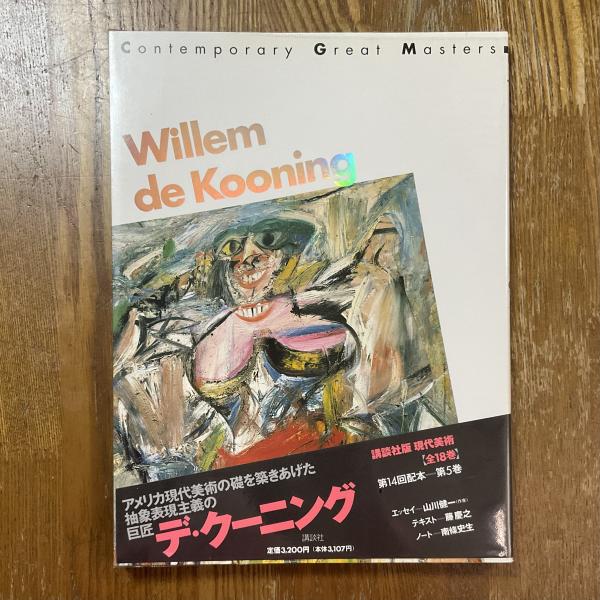 Contemporary Great Masters
Willem
de Kooning
講談社版 現代美術
【全18巻】
第14回配本—第5巻
アメリカ現代美術の礎を築きあげた
抽象表現主義の
巨匠 デ・クーニング
エッセイ—山川健一(作家)
テキスト—藤慶之
ノート—南條史生
講談社
定価3,200円(本体3,107円)